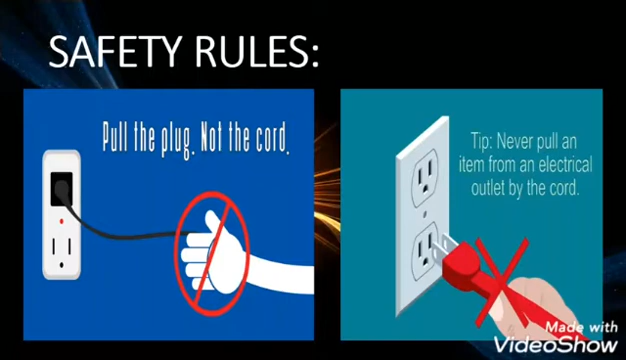 SAFETY RULES:
Pull the plug. Not the cord.
Tip: Never pull an
item from an electrical
outlet by the cord.
Made with
VideoShow